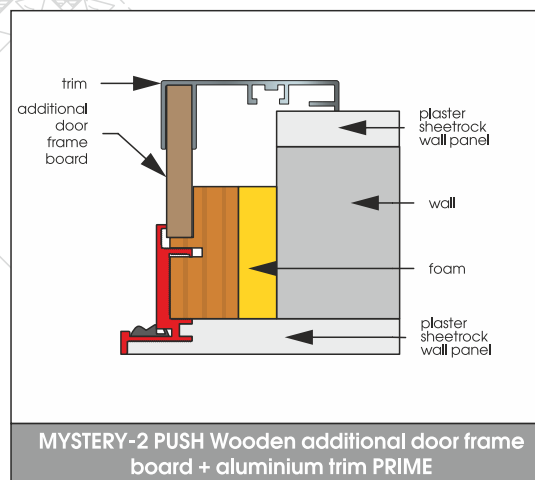 trim
additional
door
frame
board
plaster
sheetrock
wall panel
wall
foam
plaster
sheetrock
wall panel
MYSTERY-2 PUSH Wooden additional door frame
board + aluminium trim PRIME